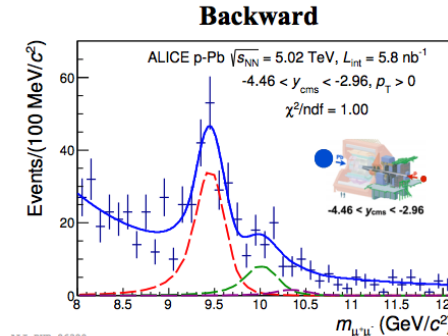 Backward
ALICE p-Pb √sNN = 5.02 TeV, Lint = 5.8 nb-1
-4.46 < ycms < -2.96, pT > 0
χ2/ndf = 1.00
-4.46 < ycms < -2.96
Events/(100 MeV/c2)
60
40
20
0
8 8.5 9 9.5 10 10.5 11 11.5 12
mμ+μ- (GeV/c2